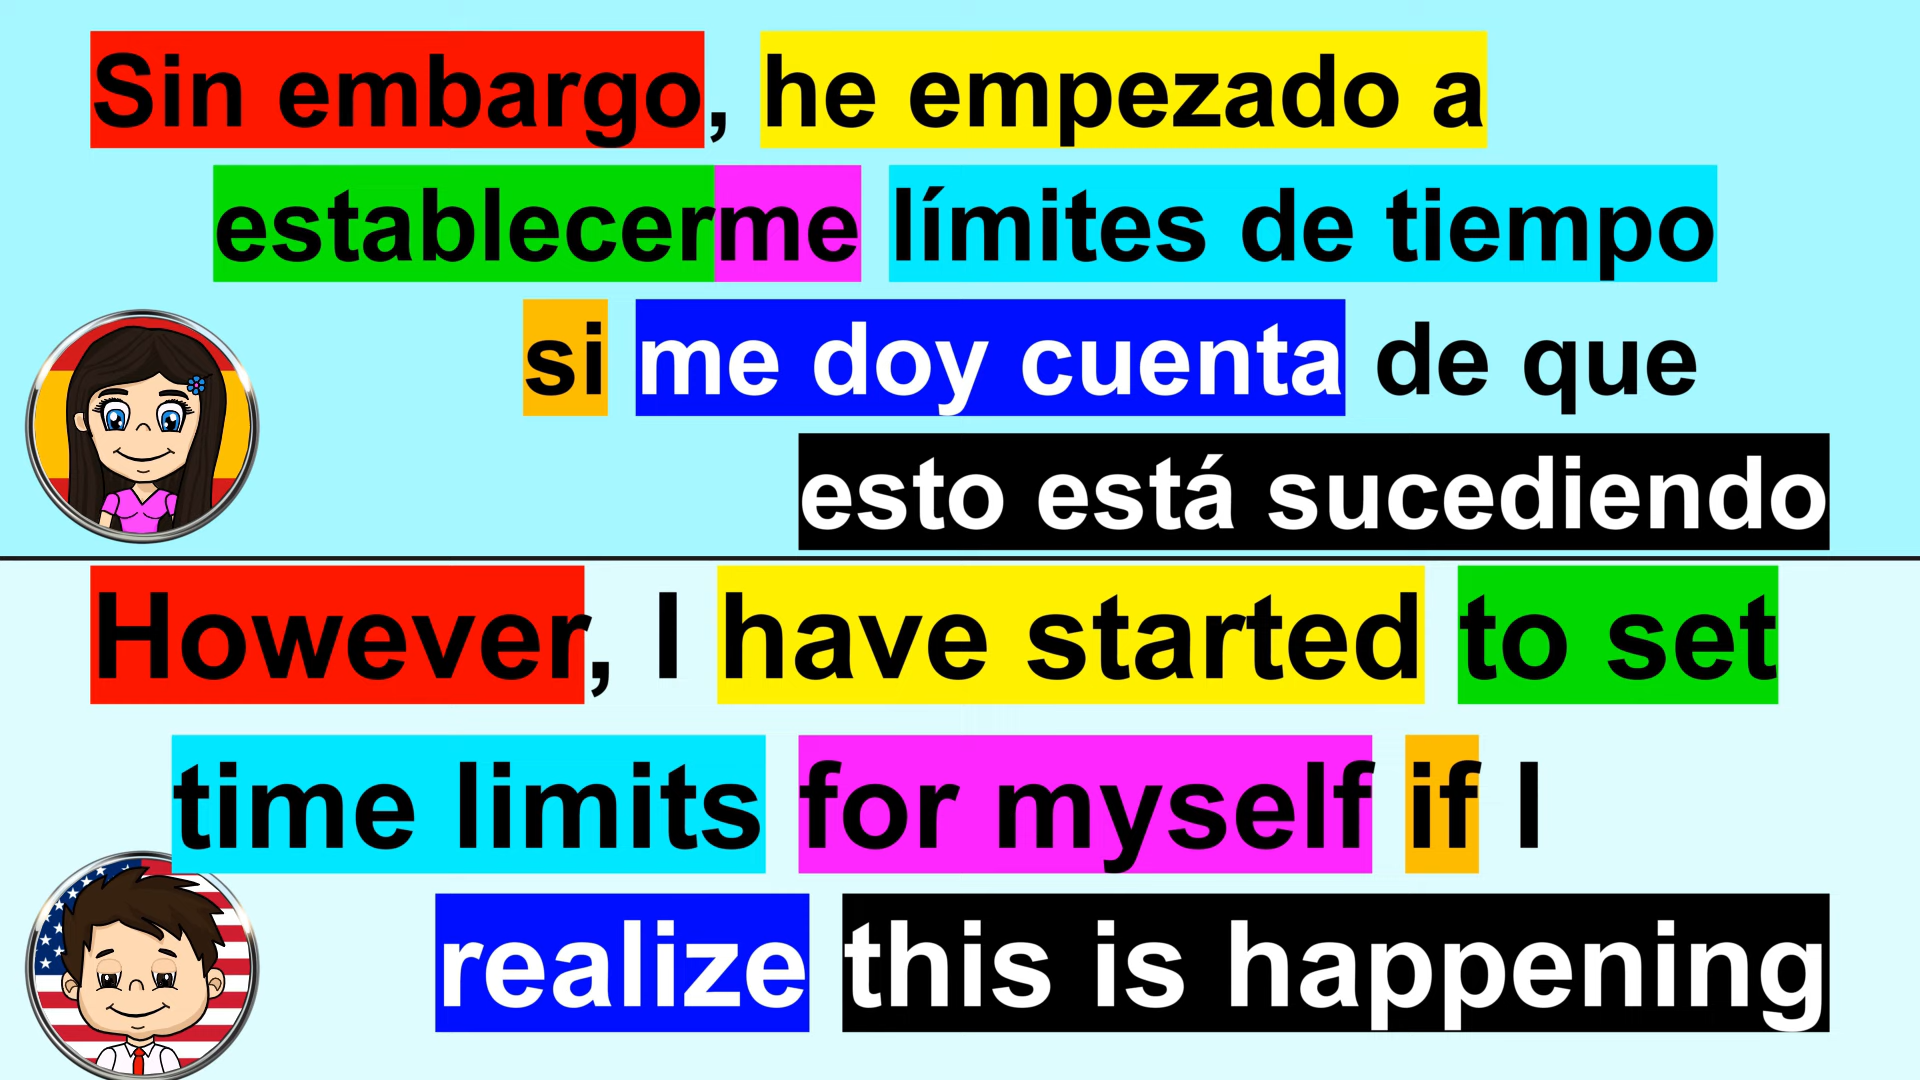 Sin embargo, he empezado a
establecerme límites de tiempo
si me doy cuenta de que
esto está sucediendo
However, I have started to set
time limits for myself if I
realize this is happening